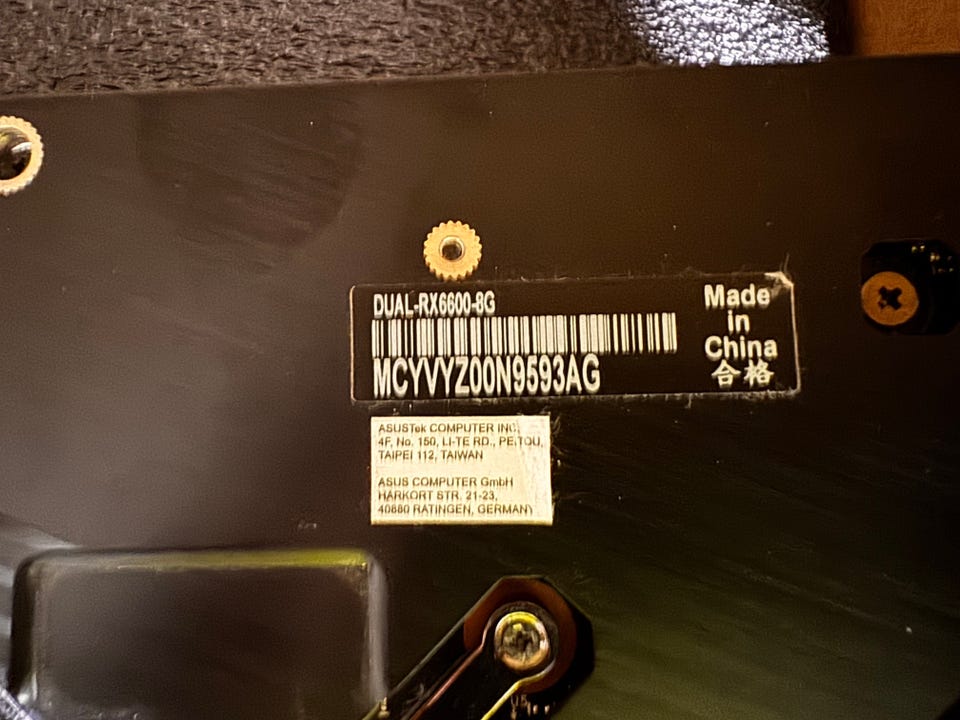 DUAL-RX6600-8G
MCYVYZ00N9593AG
Made
in
China
合格
ASUSTek COMPUTER INC.
4F, No. 150, LI-TE RD., PEITOU,
TAIPEI 112, TAIWAN
ASUS COMPUTER GmbH
HARKORT STR. 21-23,
40880 RATINGEN, GERMANY